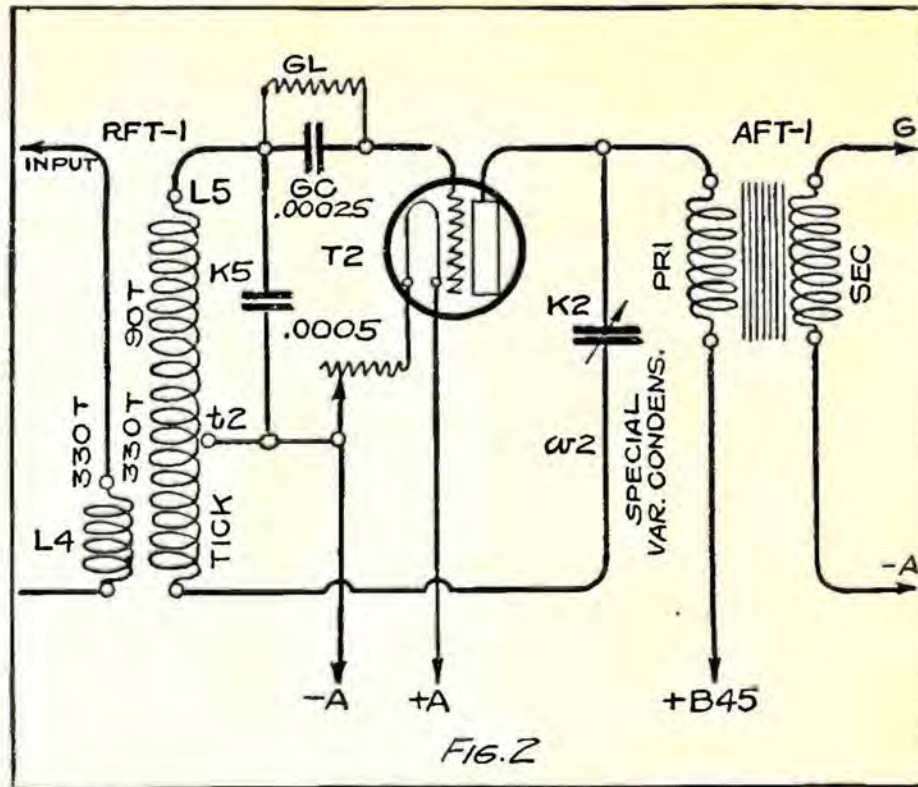 GL
RFT-1
AFT-1
G
INPUT
L5
GC
.00025
T2
K5
.0005
90T
330T
330T
t2
TICK
L4
K2
ω2
SPECIAL
VAR. CONDENS.
PRI
SEC
-A
-A
+A
+B45
FIG.2